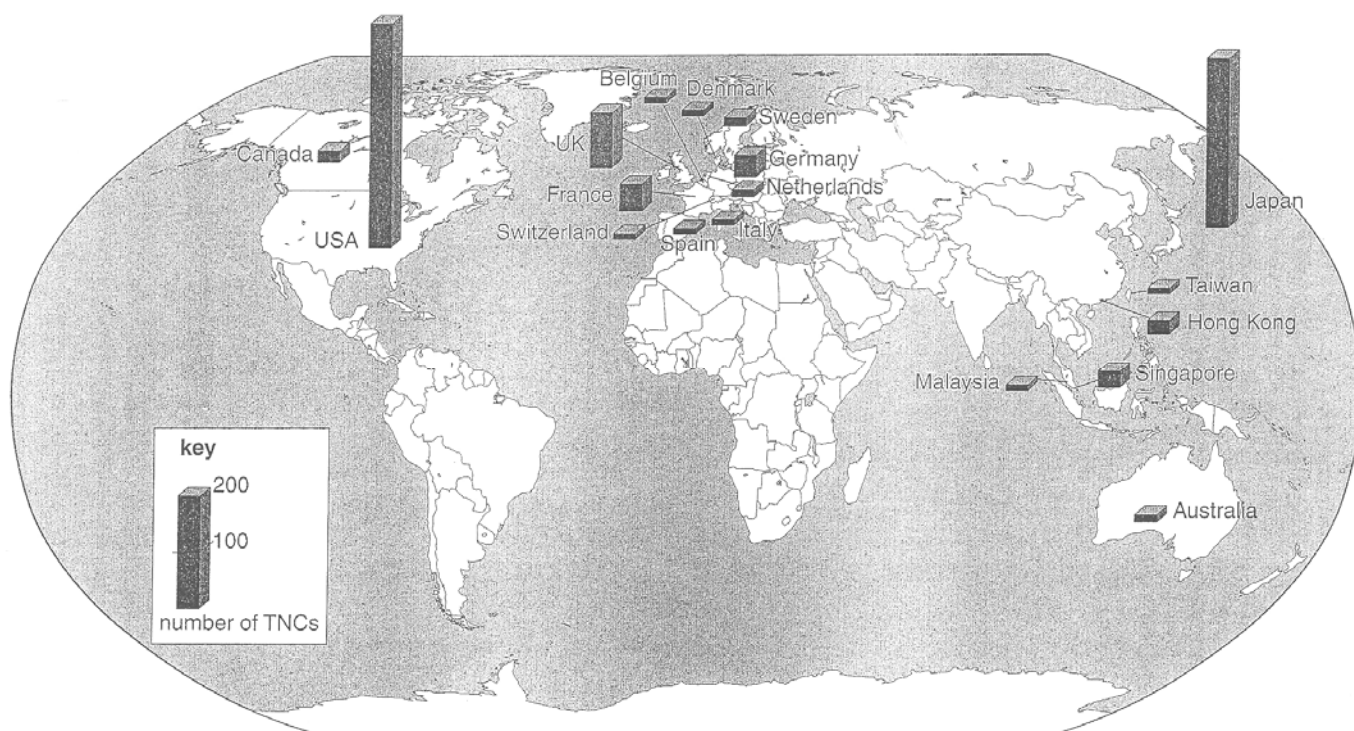 Belgium
Denmark
Sweden
UK
Canada
Germany
Netherlands
France
Japan
Switzerland
Italy
Spain
USA
Taiwan
Hong Kong
Malaysia
Singapore
key
200
100
number of TNCs
Australia